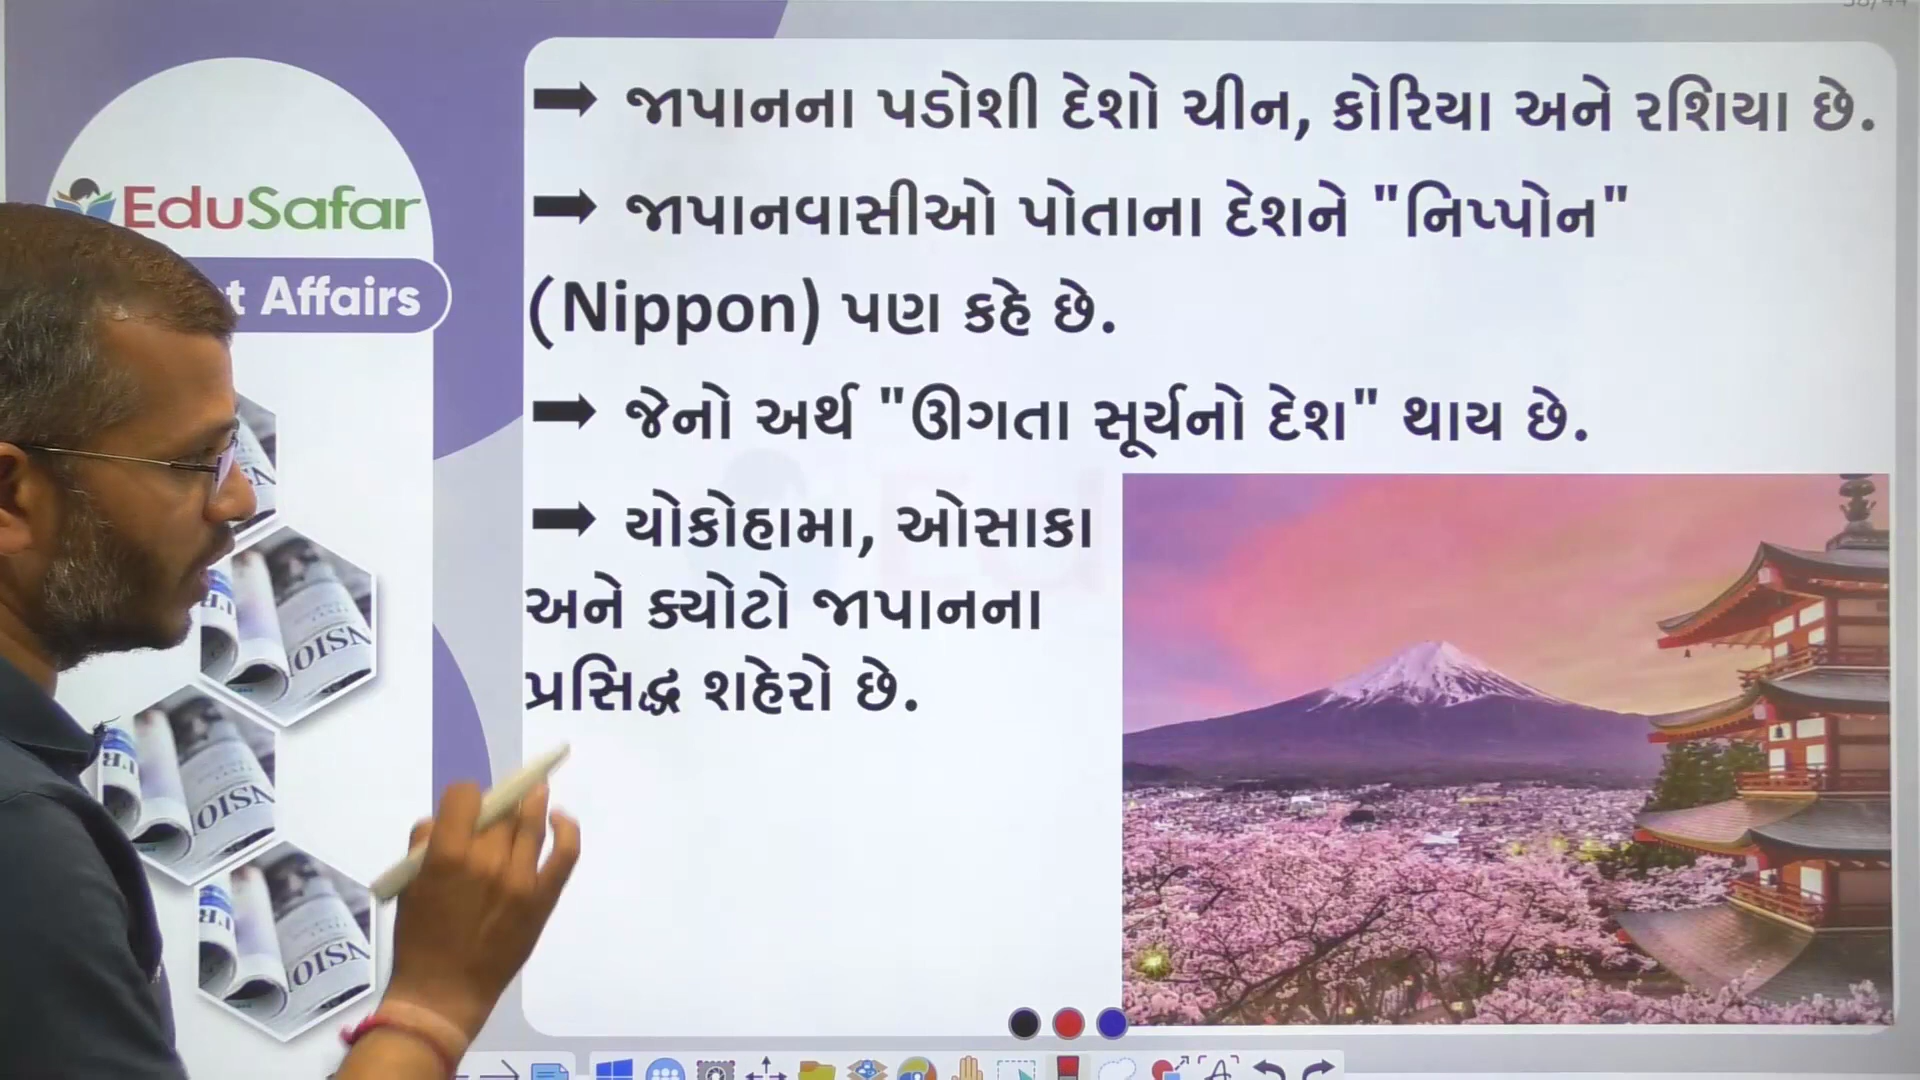 ➡ જાપાનના પડોશી દેશો ચીન, કોરિયા અને રશિયા છે.
➡ જાપાનવાસીઓ પોતાના દેશને "નિપ્પોન"
(Nippon) પણ કહે છે.
➡ જેનો અર્થ "ઊગતા સૂર્યનો દેશ" થાય છે.
➡ યોકોહામા, ઓસાકા
અને ક્યોટો જાપાનના
પ્રસિદ્ધ શહેરો છે.
EduSafar
t Affairs